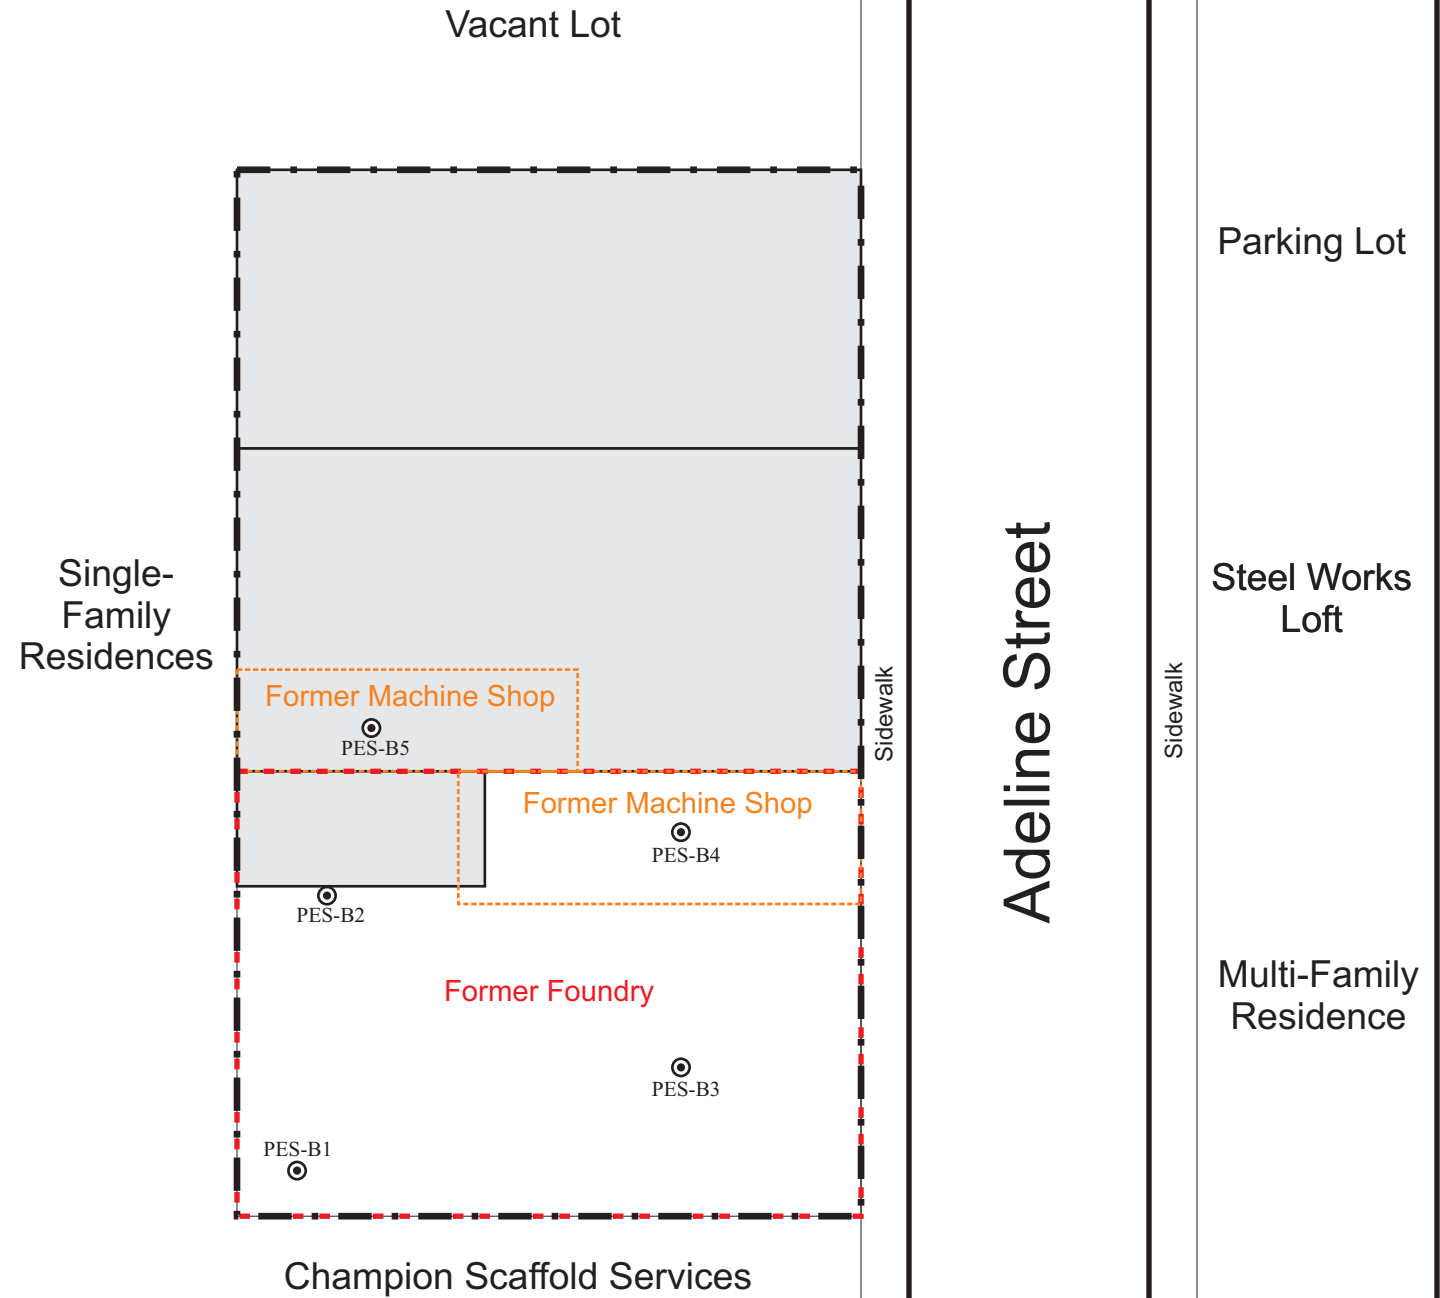 Vacant Lot
Parking Lot
Single-
Family
Residences
Steel Works
Loft
Adeline Street
Sidewalk
Sidewalk
Former Machine Shop
PES-B5
Former Machine Shop
PES-B4
PES-B2
Former Foundry
Multi-Family
Residence
PES-B3
PES-B1
Champion Scaffold Services